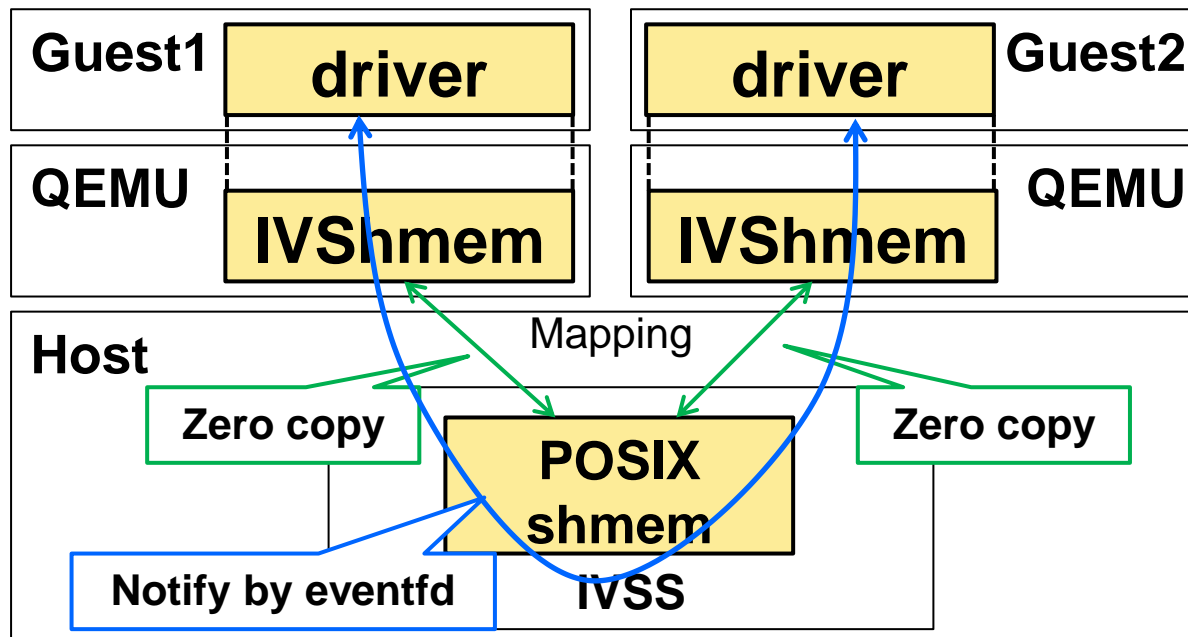 Guest1
driver
driver
Guest2
QEMU
IVShmem
IVShmem
QEMU
Mapping
Host
Zero copy
Zero copy
POSIX
shmem
Notify by eventfd
IVSS